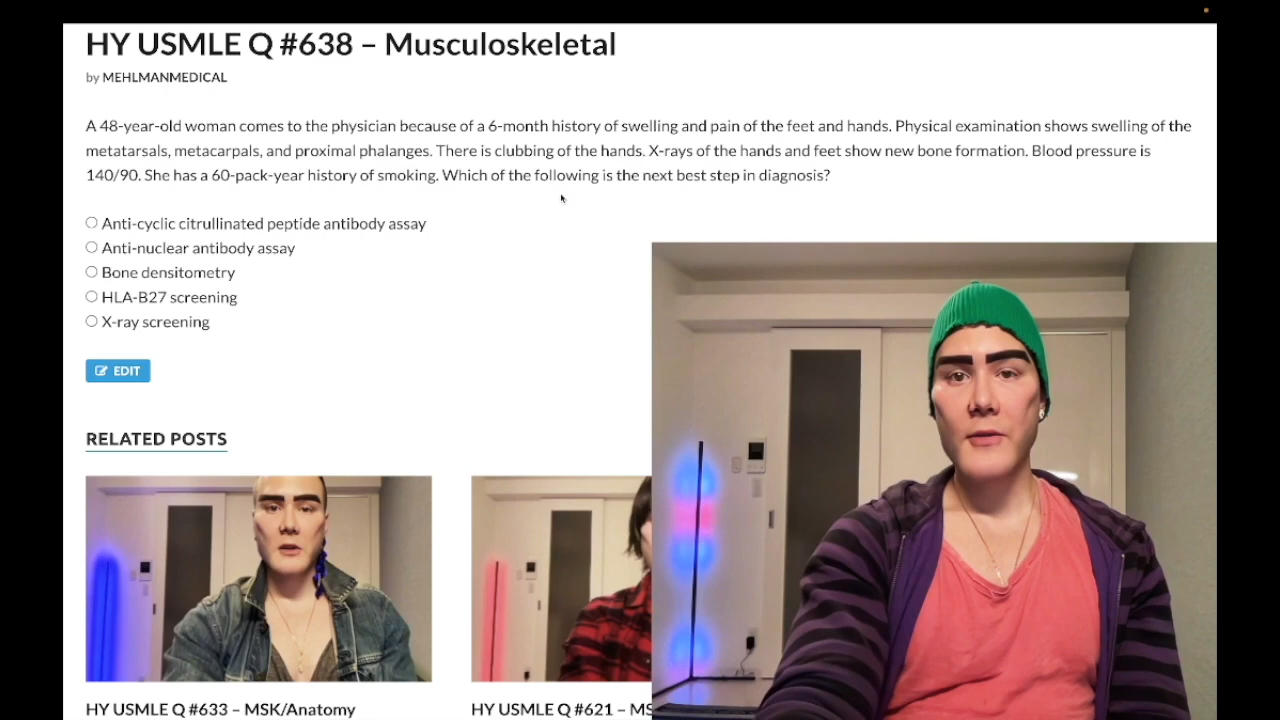 HY USMLE Q #638 – Musculoskeletal
by MEHLMANMEDICAL
A 48-year-old woman comes to the physician because of a 6-month history of swelling and pain of the feet and hands. Physical examination shows swelling of the
metatarsals, metacarpals, and proximal phalanges. There is clubbing of the hands. X-rays of the hands and feet show new bone formation. Blood pressure is
140/90. She has a 60-pack-year history of smoking. Which of the following is the next best step in diagnosis?
Anti-cyclic citrullinated peptide antibody assay
Anti-nuclear antibody assay
Bone densitometry
HLA-B27 screening
X-ray screening
EDIT
RELATED POSTS
HY USMLE Q #633 – MSK/Anatomy
HY USMLE Q #621 – MS